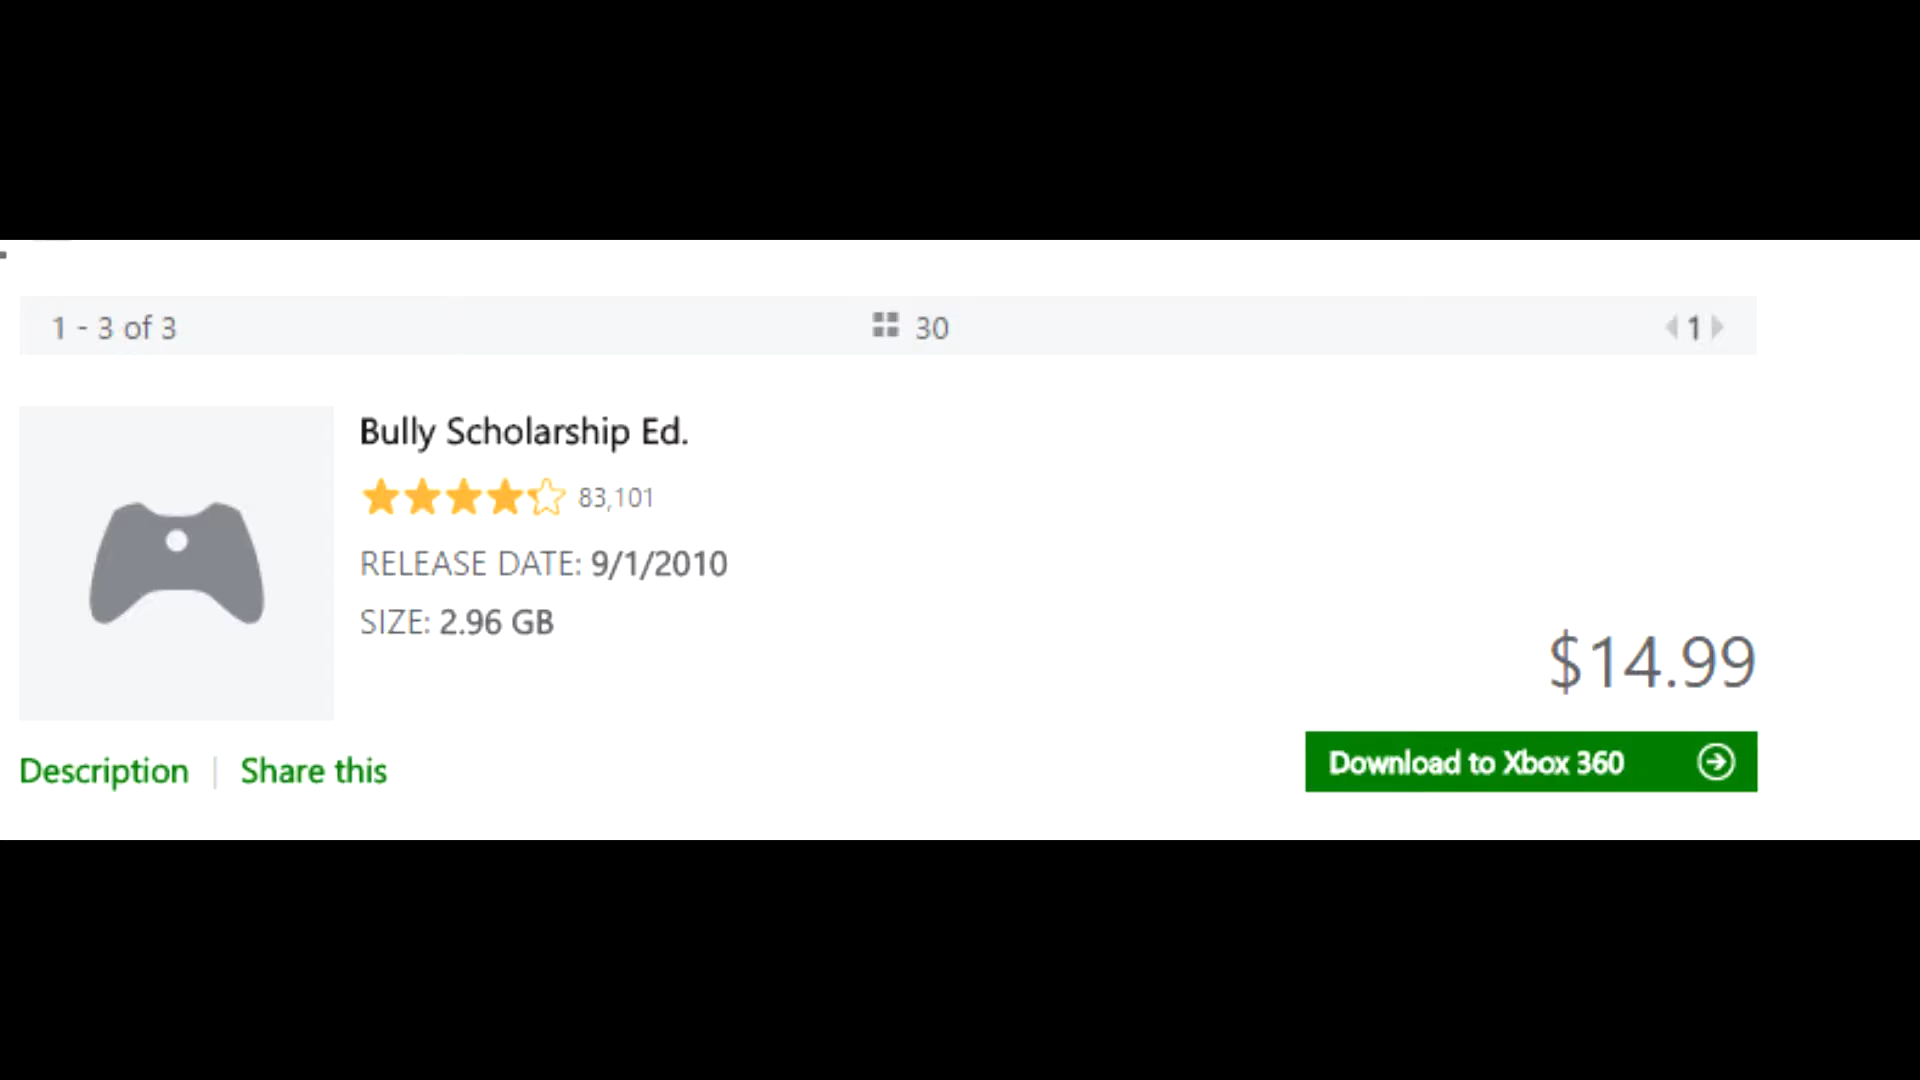 1 - 3 of 3
30
1
Bully Scholarship Ed.
83,101
RELEASE DATE: 9/1/2010
SIZE: 2.96 GB
$14.99
Description | Share this
Download to Xbox 360